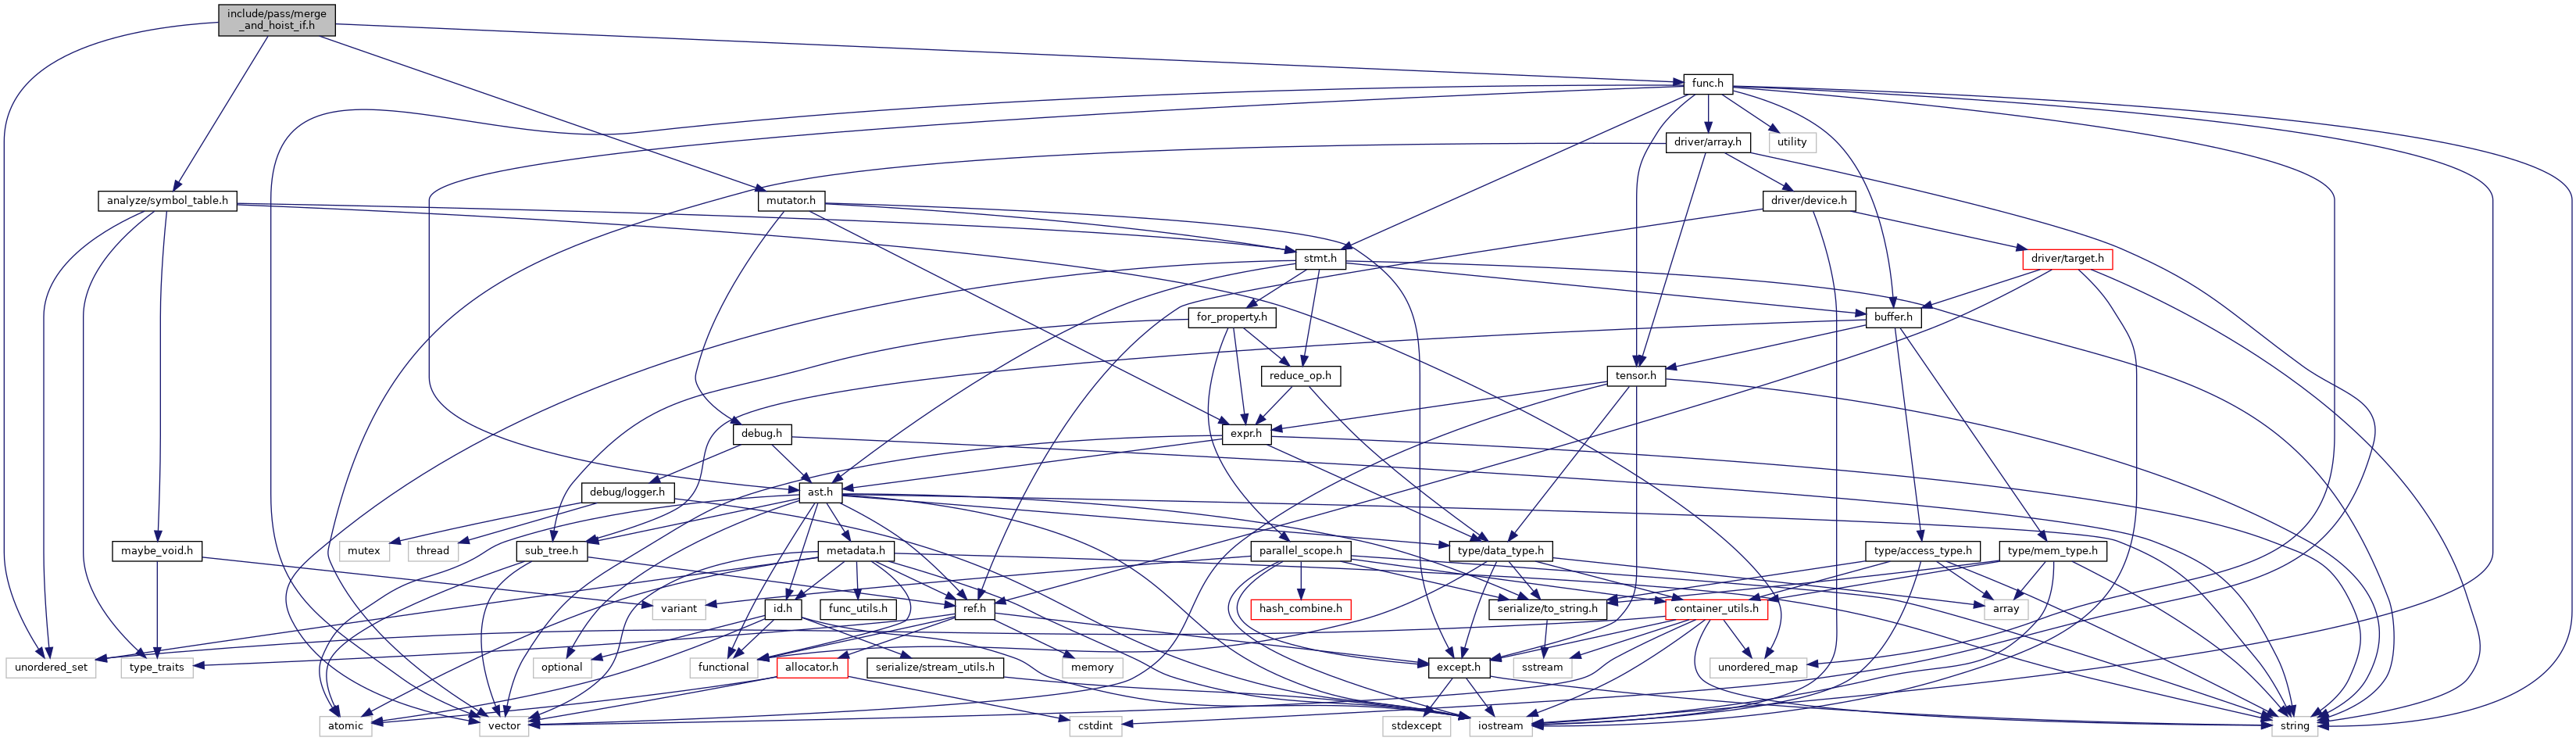 include/pass/merge
_and_hoist_if.h
func.h
driver/array.h
utility
analyze/symbol_table.h
mutator.h
driver/device.h
stmt.h
driver/target.h
for_property.h
buffer.h
reduce_op.h
tensor.h
debug.h
expr.h
debug/logger.h
ast.h
mutex
thread
maybe_void.h
sub_tree.h
metadata.h
parallel_scope.h
type/data_type.h
type/access_type.h
type/mem_type.h
variant
id.h
func_utils.h
ref.h
hash_combine.h
serialize/to_string.h
container_utils.h
array
unordered_set
type_traits
optional
functional
allocator.h
serialize/stream_utils.h
memory
except.h
sstream
unordered_map
atomic
vector
cstdint
stdexcept
iostream
string